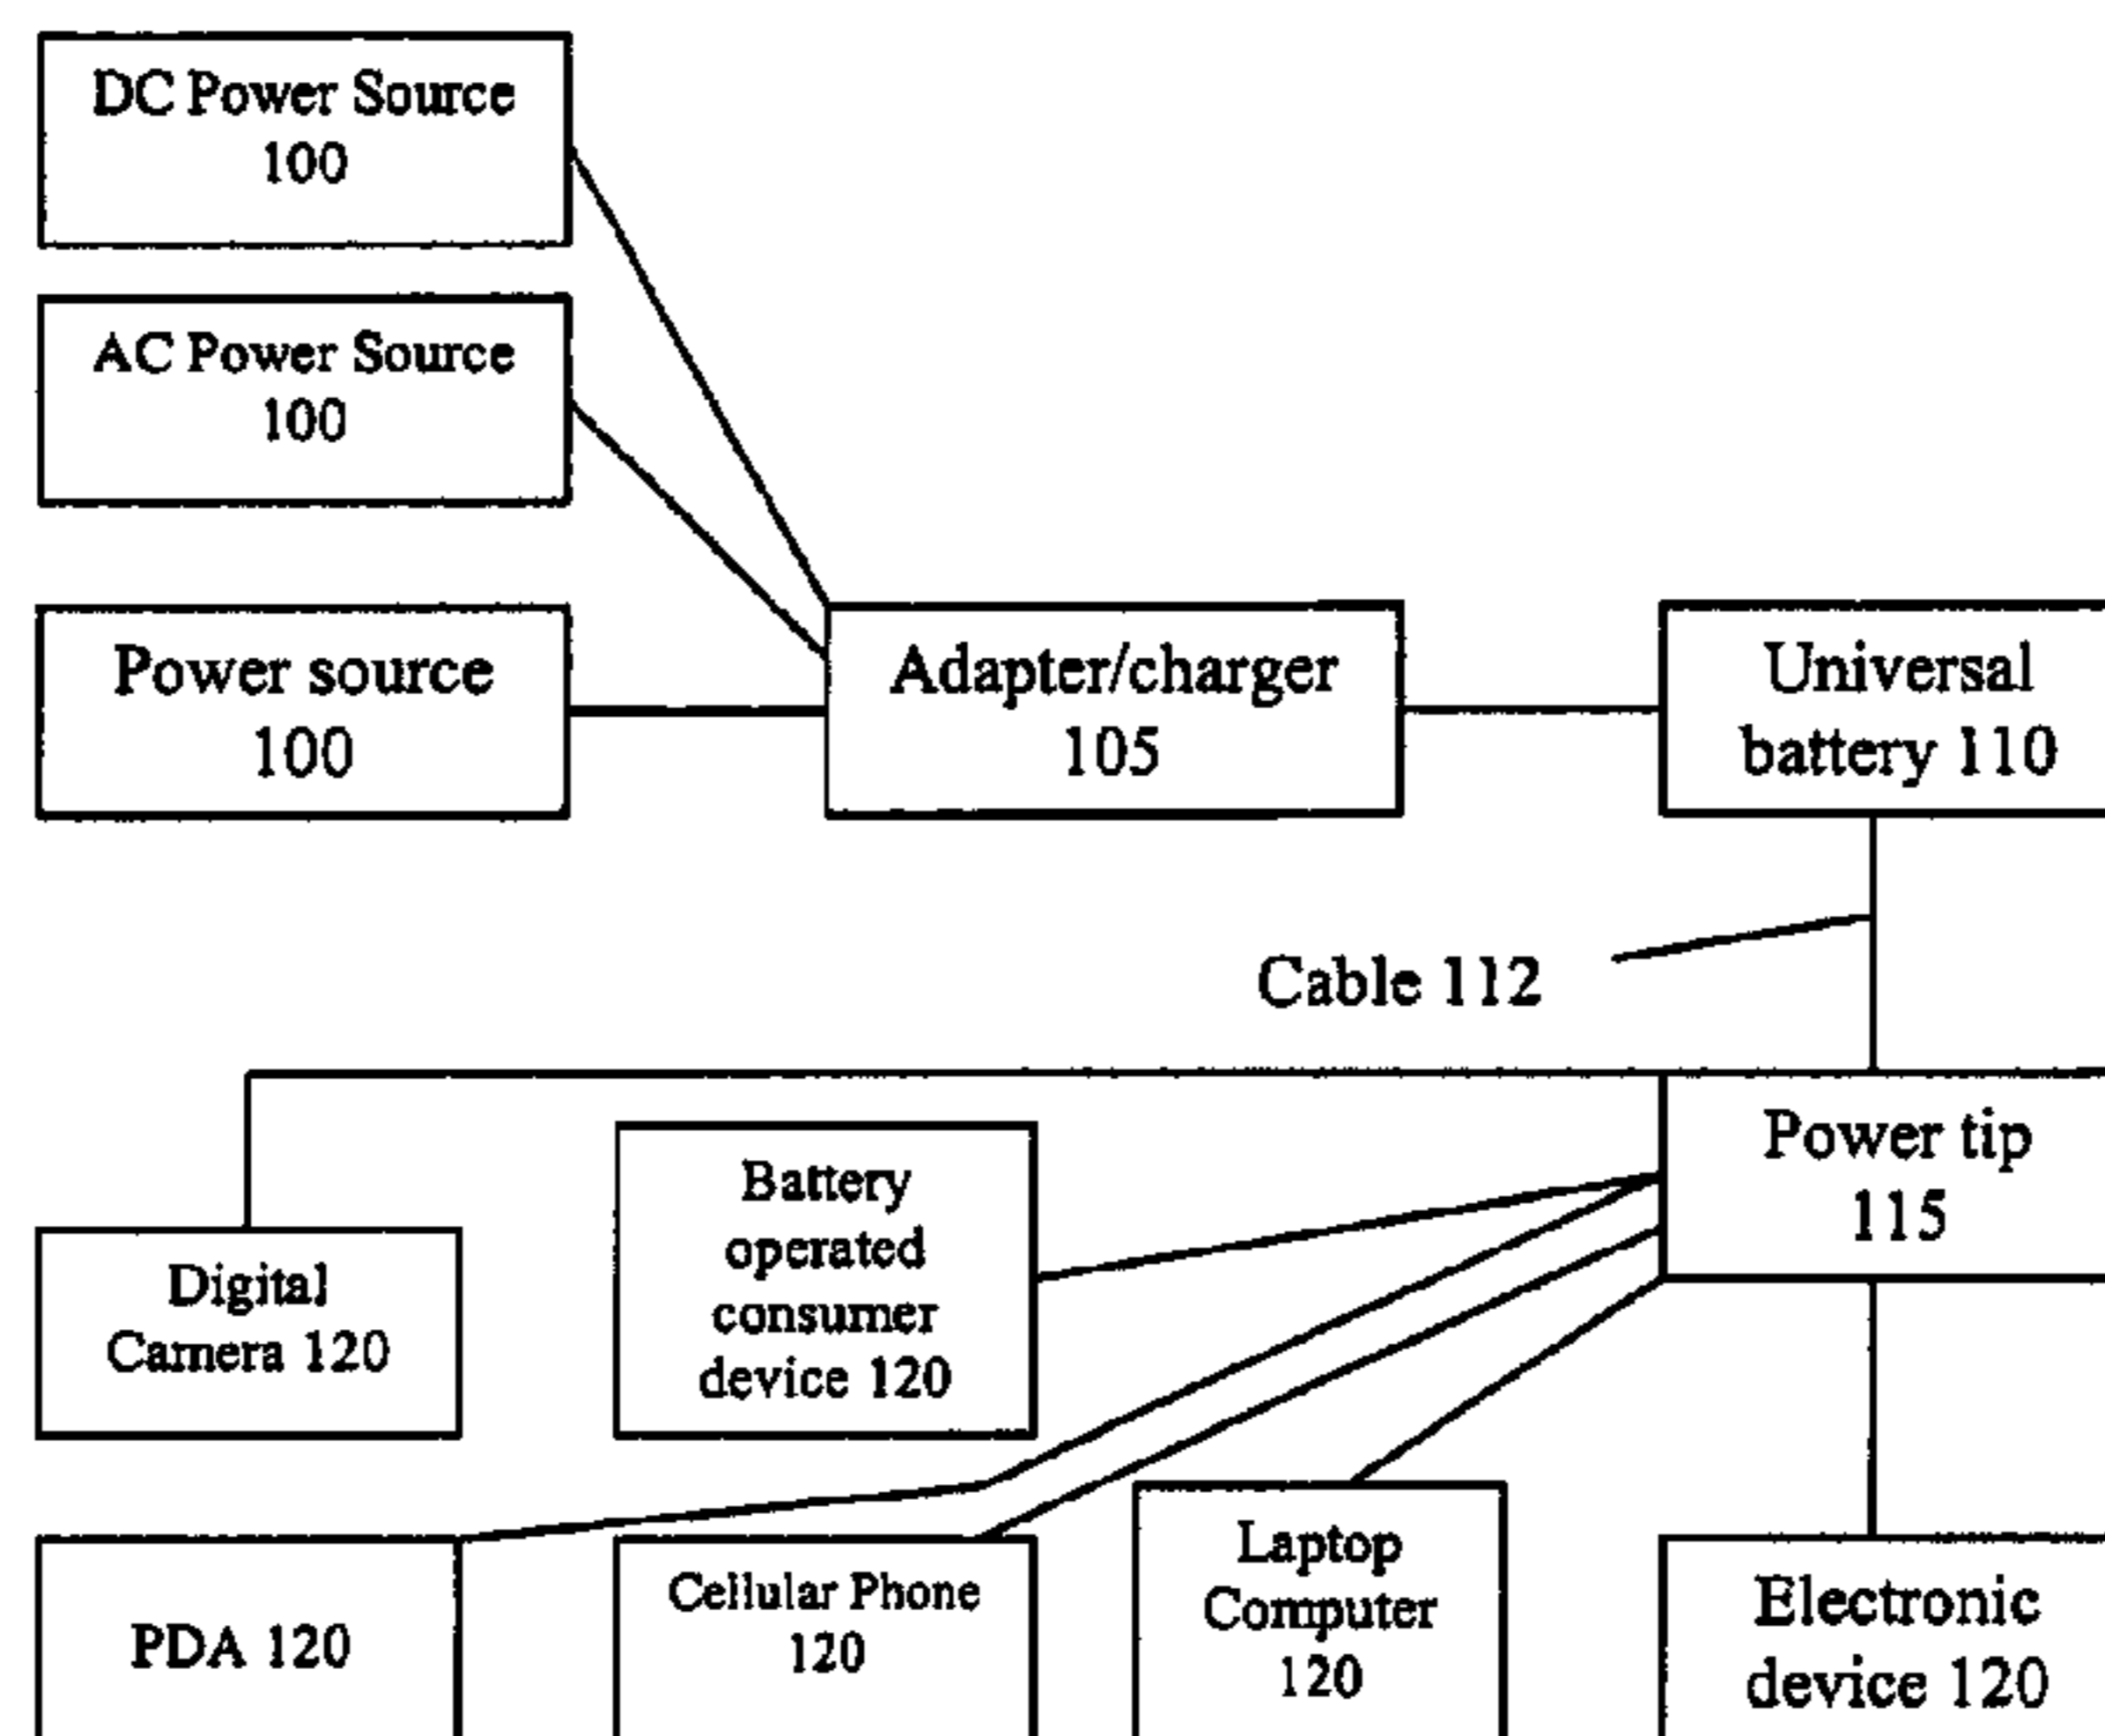 DC Power Source
100
AC Power Source
100
Power source
100
Adapter/charger
105
Universal
battery 110
Cable 112
Power tip
115
Digital
Camera 120
Battery
operated
consumer
device 120
PDA 120
Cellular Phone
120
Laptop
Computer
120
Electronic
device 120